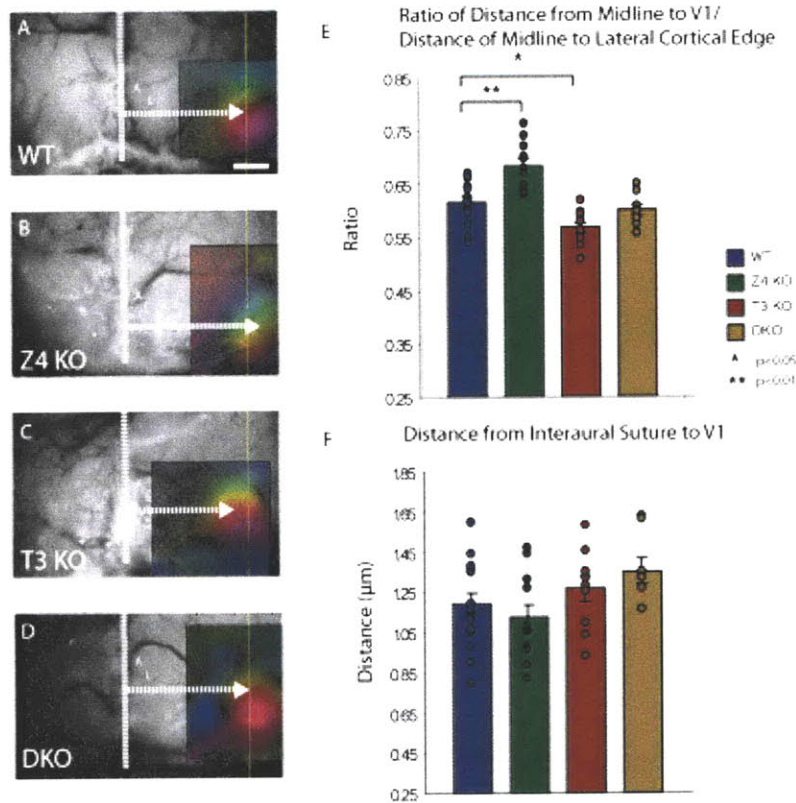 A
WT
B
Z4 KO
C
T3 KO
D
DKO
E
Ratio of Distance from Midline to V1/
Distance of Midline to Lateral Cortical Edge
0.85
0.75
0.65
0.55
0.45
0.35
0.25
Ratio
*
**
WT
Z4 KO
T3 KO
DKO
* p<0.05
** p<0.01
F
Distance from Interaural Suture to V1
1.85
1.65
1.45
1.25
1.05
0.85
0.65
0.45
0.25
Distance (µm)